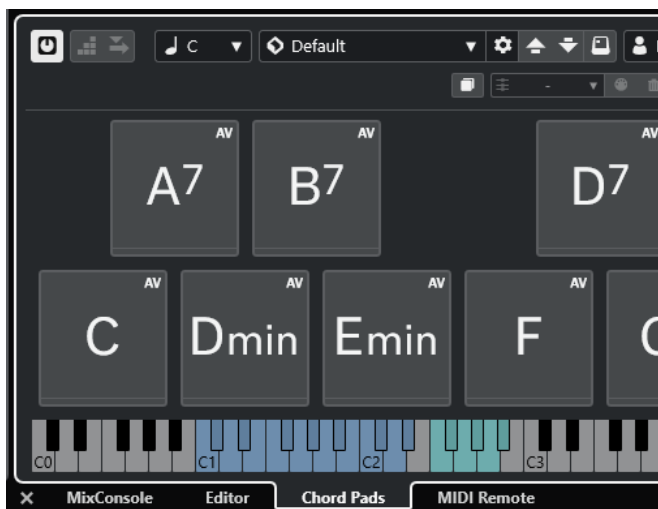 C Default
-
AV AV AV
A7 B7 D7
AV AV AV AV
C Dmin Emin F
C0 C1 C2 C3
MixConsole Editor Chord Pads MIDI Remote